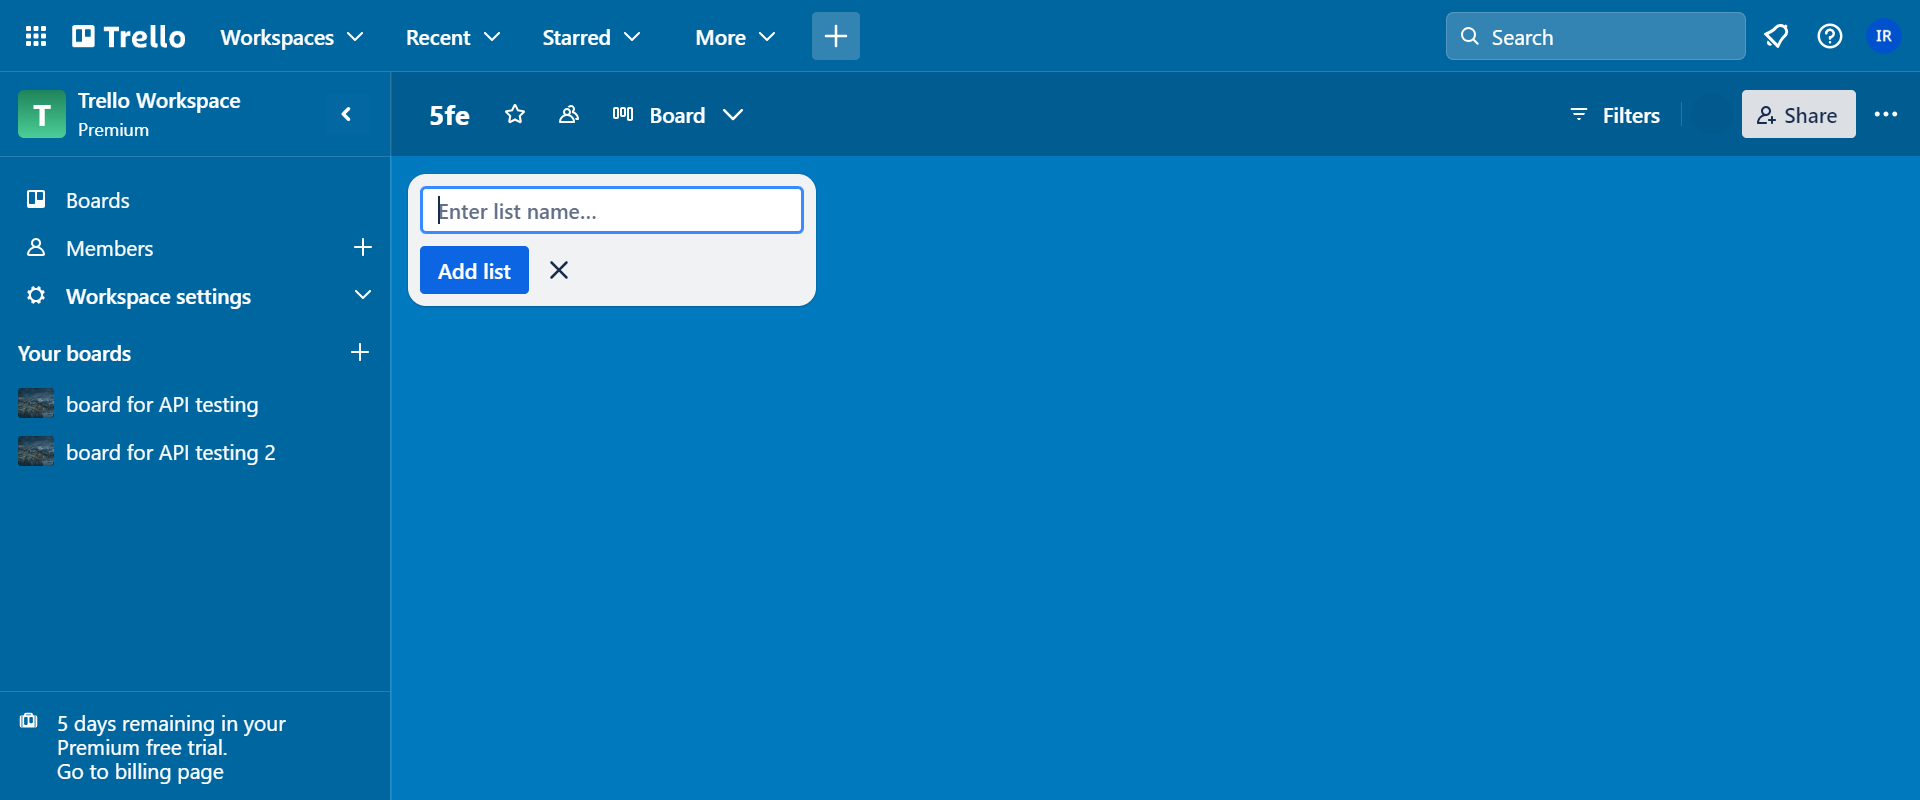 Trello
Workspaces
Recent
Starred
More
Search
IR
T
Trello Workspace
Premium
5fe
Board
Filters
Share
Boards
Members
Workspace settings
Your boards
board for API testing
board for API testing 2
Enter list name…
Add list
5 days remaining in your
Premium free trial.
Go to billing page